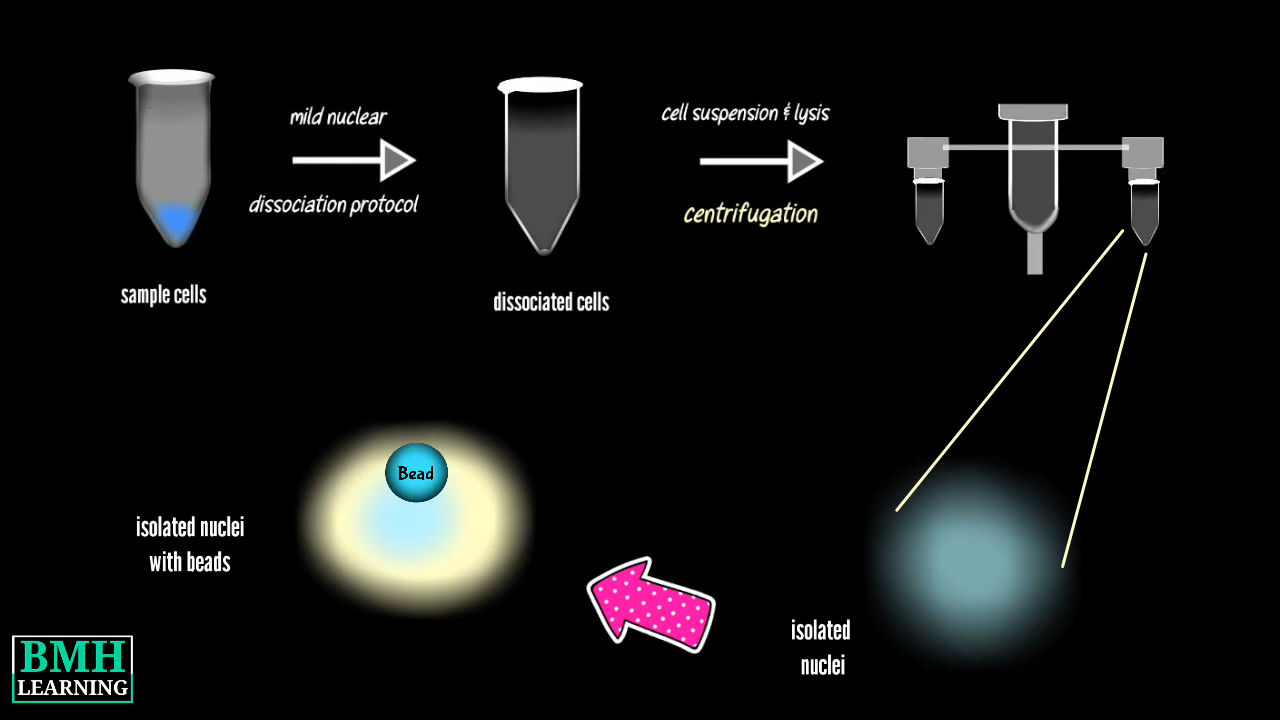 mild nuclear
dissociation protocol
cell suspension & lysis
centrifugation
sample cells
dissociated cells
Bead
isolated nuclei
with beads
isolated
nuclei
BMH
LEARNING